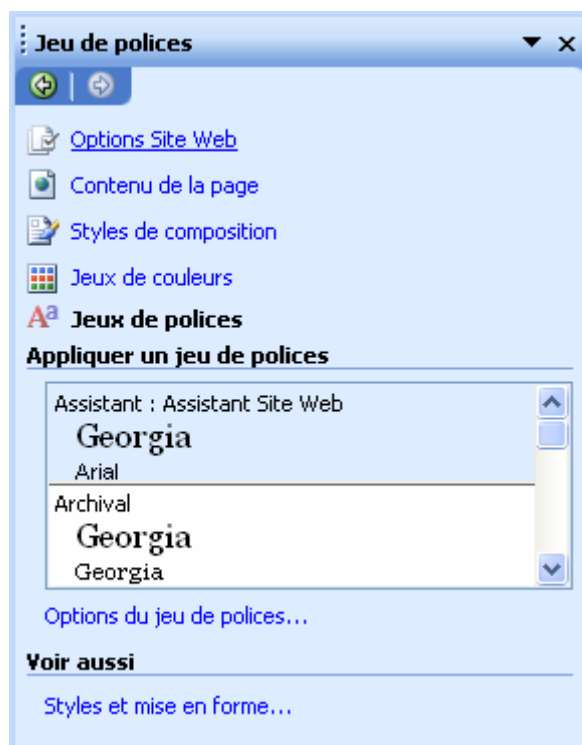 Jeu de polices
Options Site Web
Contenu de la page
Styles de composition
Jeux de couleurs
Aa Jeux de polices
Appliquer un jeu de polices
Assistant : Assistant Site Web
Georgia
Arial
Archival
Georgia
Georgia
Options du jeu de polices...
Voir aussi
Styles et mise en forme...